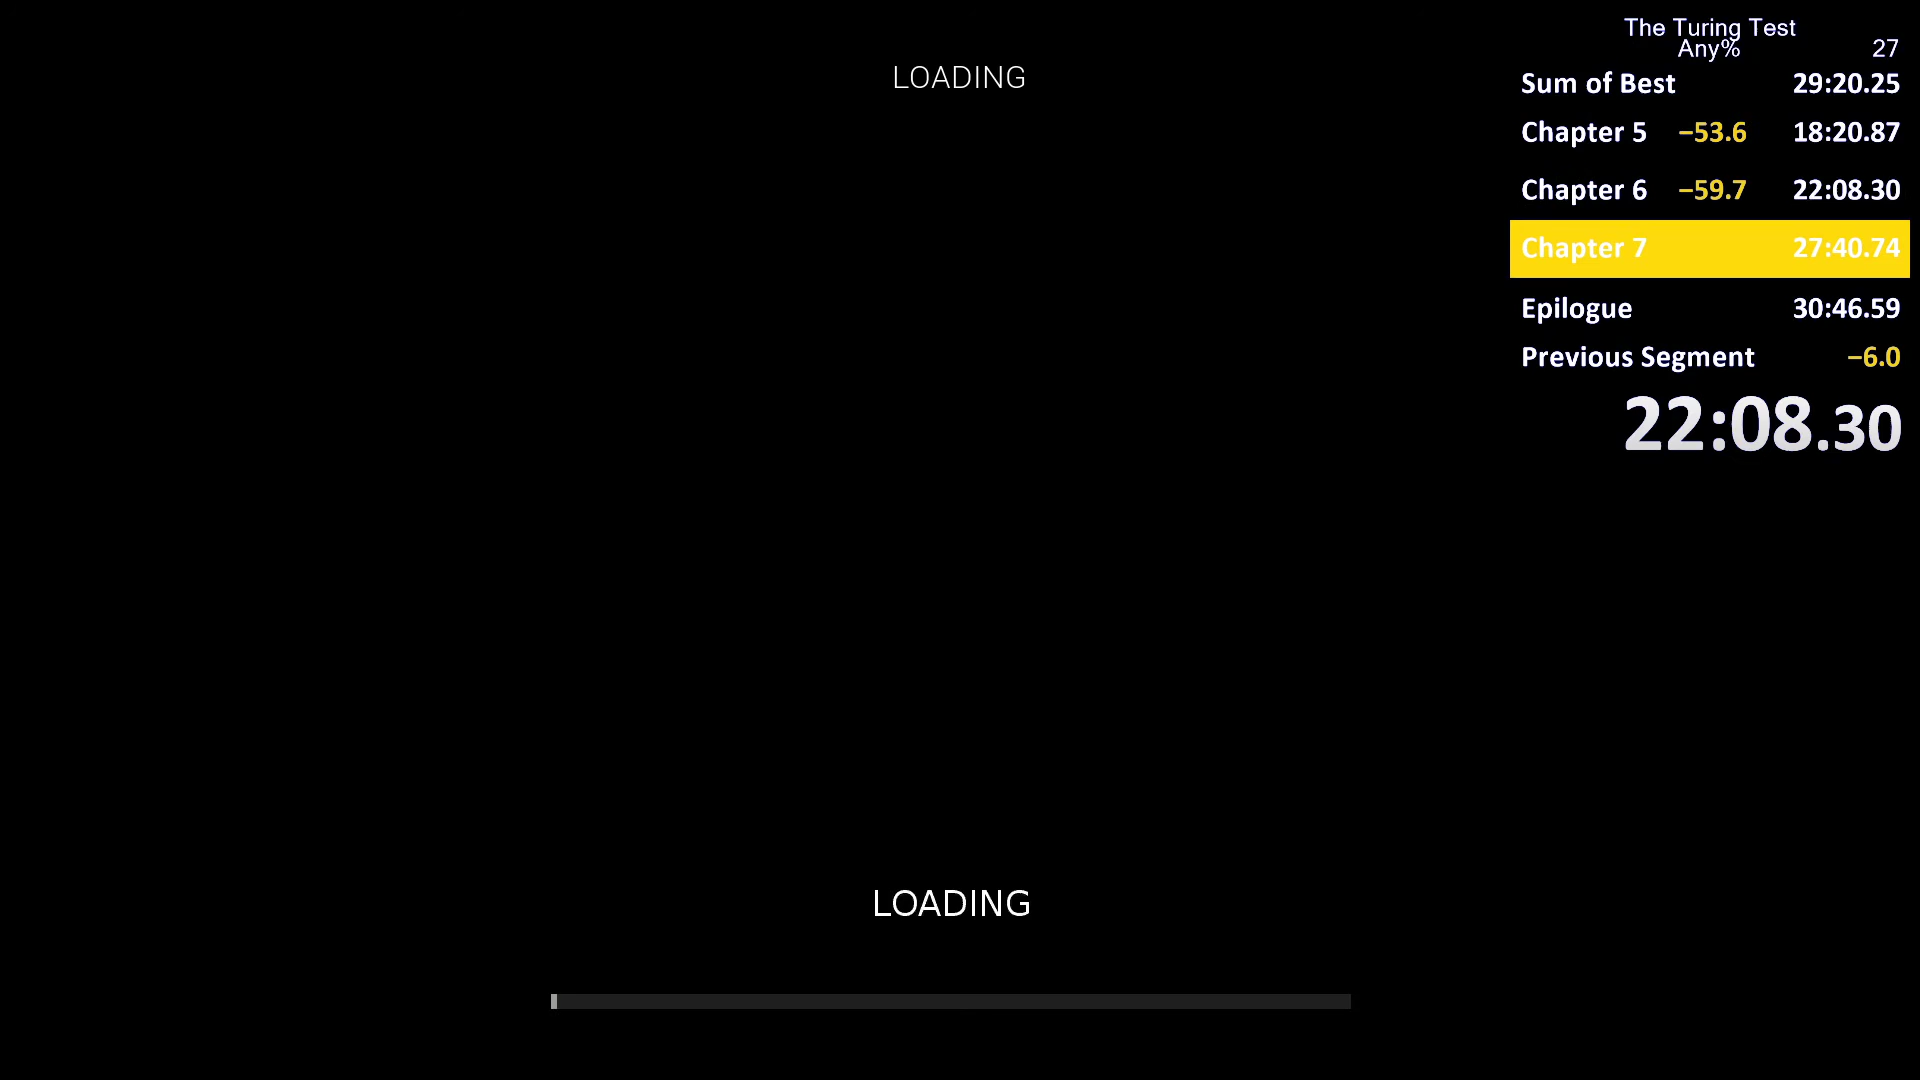 LOADING
The Turing Test
Any% 27
Sum of Best 29:20.25
Chapter 5 −53.6 18:20.87
Chapter 6 −59.7 22:08.30
Chapter 7 27:40.74
Epilogue 30:46.59
Previous Segment −6.0
22:08.30
LOADING